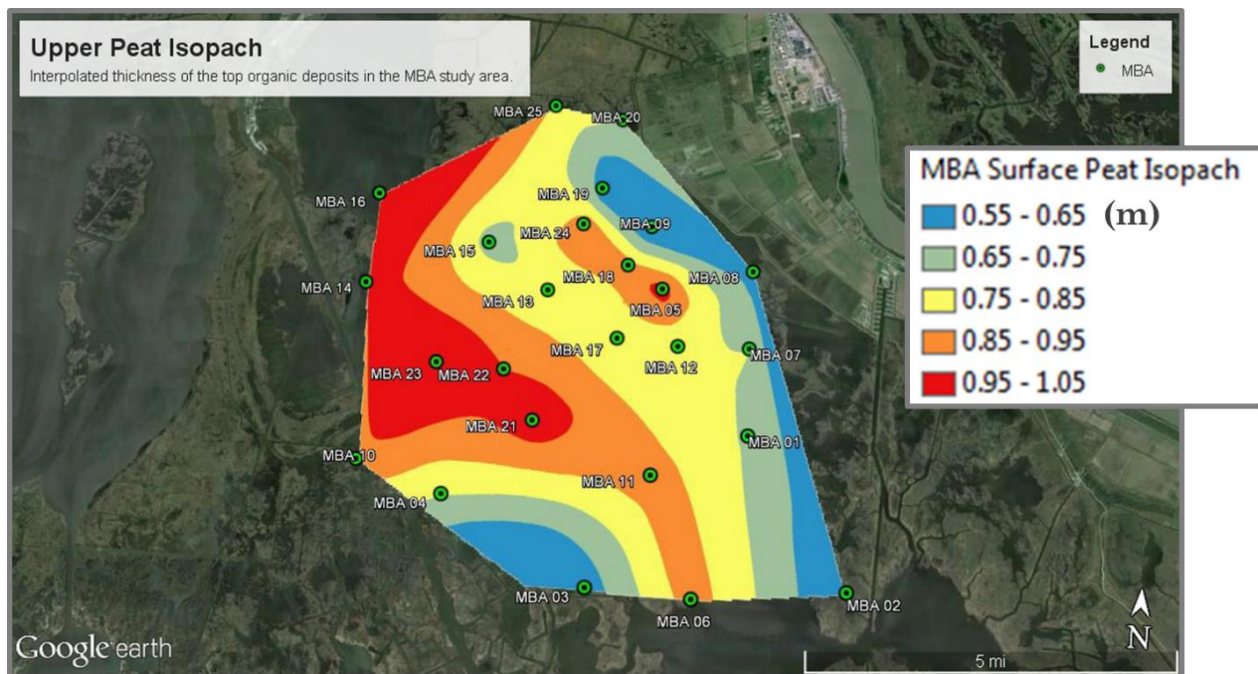 Upper Peat Isopach
Interpolated thickness of the top organic deposits in the MBA study area.
Legend
MBA
MBA Surface Peat Isopach
0.55 - 0.65 (m)
0.65 - 0.75
0.75 - 0.85
0.85 - 0.95
0.95 - 1.05
MBA 25
MBA 20
MBA 16
MBA 19
MBA 24
MBA 09
MBA 15
MBA 18
MBA 08
MBA 14
MBA 13
MBA 05
MBA 17
MBA 12
MBA 07
MBA 23
MBA 22
MBA 21
MBA 01
MBA 10
MBA 11
MBA 04
MBA 03
MBA 06
MBA 02
N
Google earth
5 mi